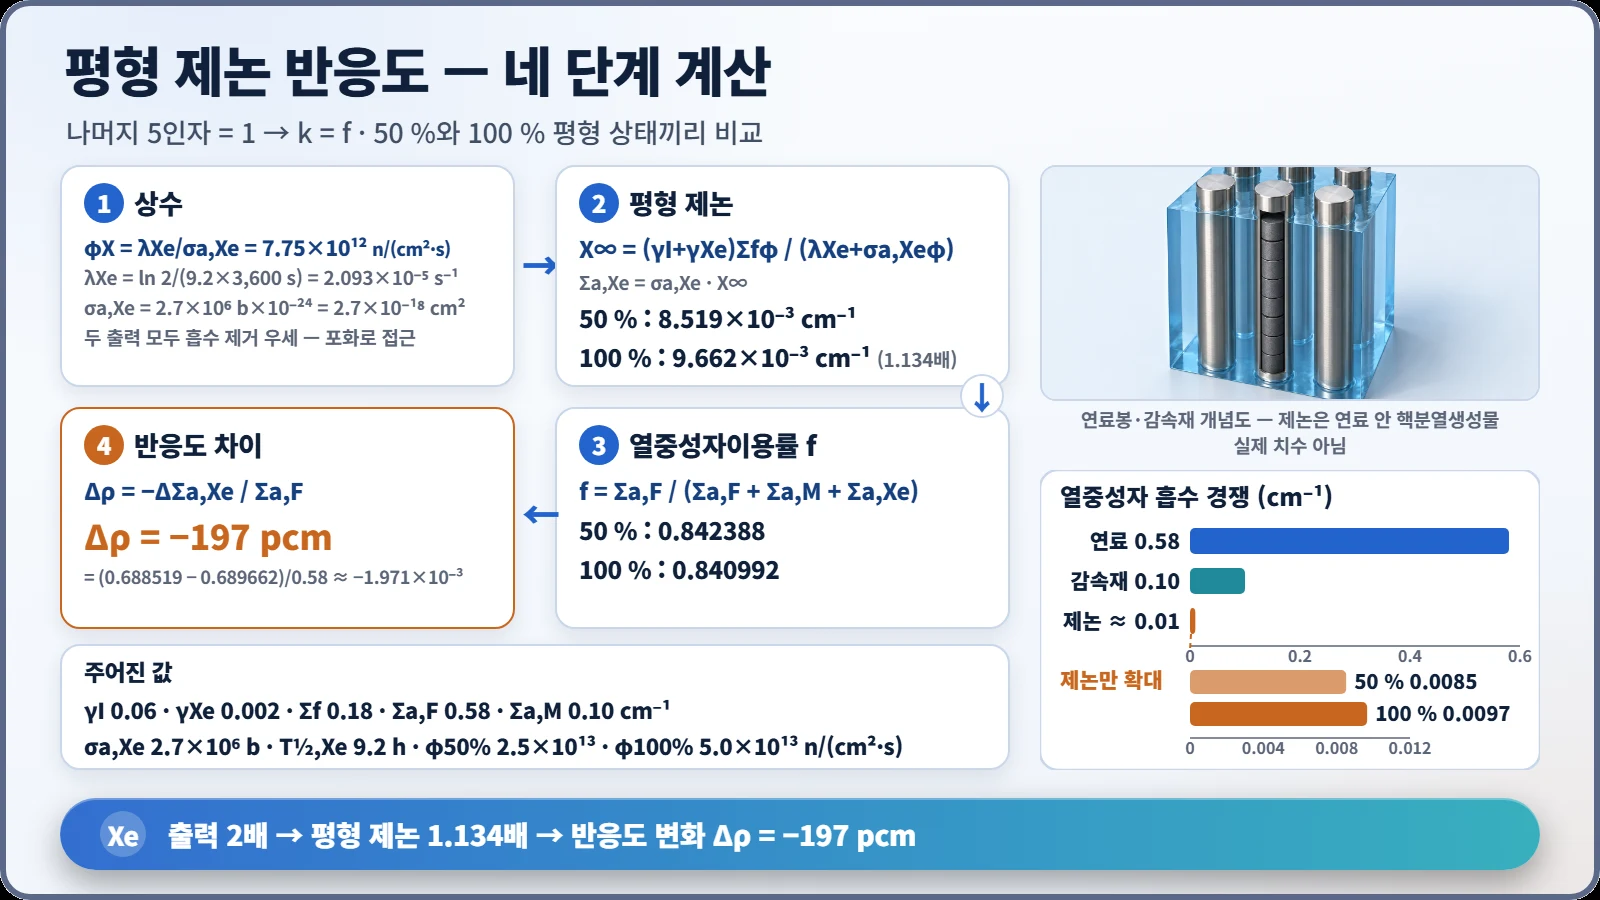 평형 제논 반응도 — 네 단계 계산
나머지 5인자 = 1 → k = f · 50 %와 100 % 평형 상태끼리 비교
1 상수
ϕX = λXe/σa,Xe = 7.75×10¹² n/(cm²·s)
λXe = ln 2/(9.2×3,600 s) = 2.093×10⁻⁵ s⁻¹
σa,Xe = 2.7×10⁶ b×10⁻²⁴ = 2.7×10⁻¹⁸ cm²
두 출력 모두 흡수 제거 우세 — 포화로 접근
→
2 평형 제논
X∞ = (γI+γXe)Σfϕ / (λXe+σa,Xeϕ)
Σa,Xe = σa,Xe · X∞
50 % : 8.519×10⁻³ cm⁻¹
100 % : 9.662×10⁻³ cm⁻¹ (1.134배)
↓
3 열중성자이용률 f
f = Σa,F / (Σa,F + Σa,M + Σa,Xe)
50 % : 0.842388
100 % : 0.840992
←
4 반응도 차이
Δρ = −ΔΣa,Xe / Σa,F
Δρ = −197 pcm
= (0.688519 − 0.689662)/0.58 ≈ −1.971×10⁻³
주어진 값
γI 0.06 · γXe 0.002 · Σf 0.18 · Σa,F 0.58 · Σa,M 0.10 cm⁻¹
σa,Xe 2.7×10⁶ b · T½,Xe 9.2 h · ϕ50% 2.5×10¹³ · ϕ100% 5.0×10¹³ n/(cm²·s)
연료봉·감속재 개념도 — 제논은 연료 안 핵분열생성물
실제 치수 아님
열중성자 흡수 경쟁 (cm⁻¹)
연료 0.58
감속재 0.10
제논 ≈ 0.01
0 0.2 0.4 0.6
제논만 확대
50 % 0.0085
100 % 0.0097
0 0.004 0.008 0.012
Xe 출력 2배 → 평형 제논 1.134배 → 반응도 변화 Δρ = −197 pcm